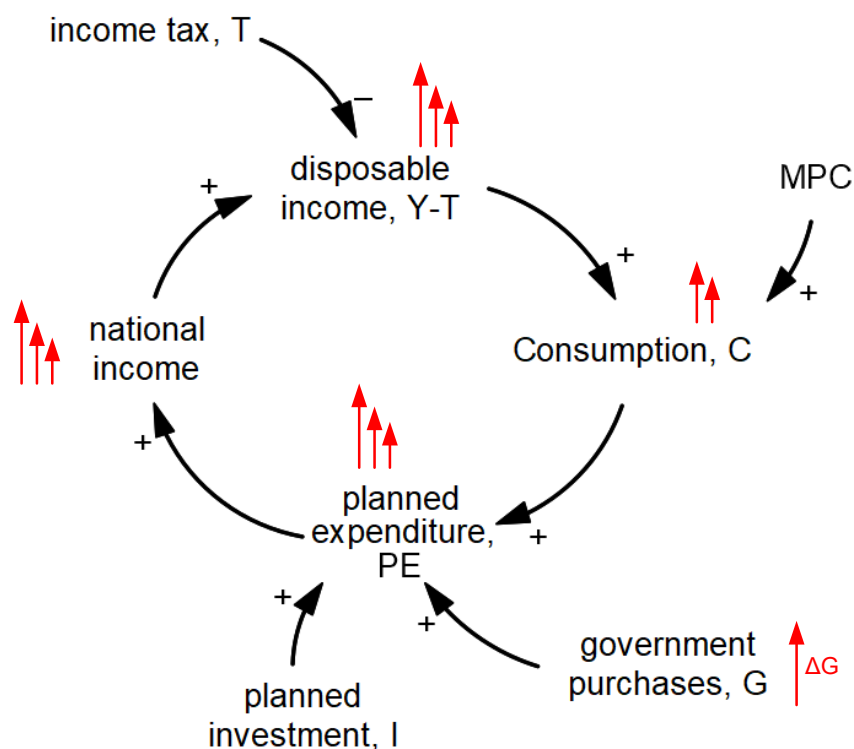 income tax, T
–
disposable
income, Y-T
+
MPC
+
+
national
income
Consumption, C
+
planned
expenditure,
PE
+
+
+
government
purchases, G
ΔG
planned
investment, I